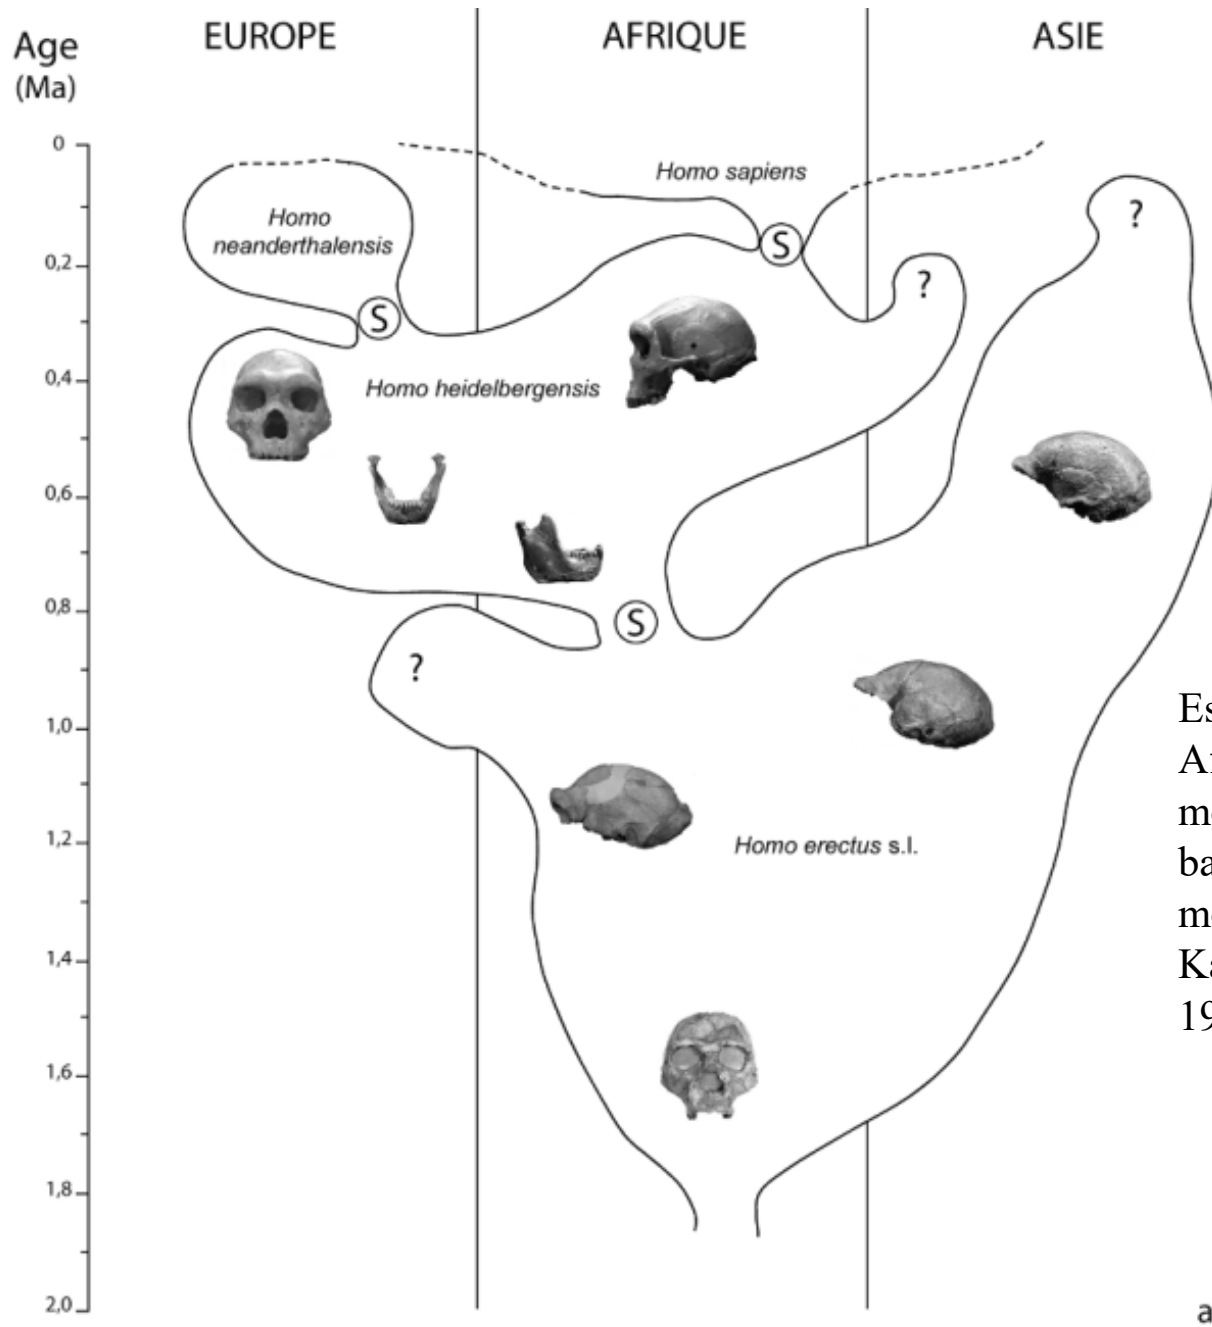 Age
(Ma)
EUROPE
AFRIQUE
ASIE
0
0,2
0,4
0,6
0,8
1,0
1,2
1,4
1,6
1,8
2,0
Homo sapiens
Homo
neanderthalensis
?
S
?
S
Homo heidelbergensis
S
?
Homo erectus s.l.